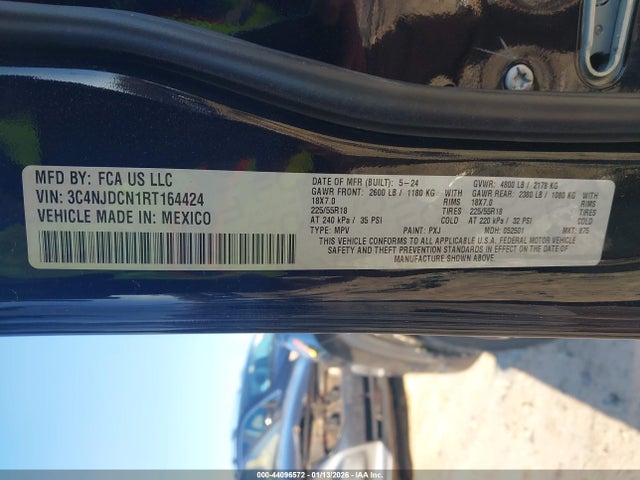 MFD BY: FCA US LLC
VIN: 3C4NJDCN1RT164424
VEHICLE MADE IN: MEXICO
DATE OF MFR (BUILT): 5-24 GVWR: 4800 LB / 2178 KG
GAWR FRONT: 2600 LB / 1180 KG WITH GAWR REAR: 2380 LB / 1080 KG WITH
18X7.0 RIMS 18X7.0 RIMS
225/55R18 TIRES 225/55R18 TIRES
AT 240 kPa / 35 PSI COLD AT 220 kPa / 32 PSI COLD
TYPE: MPV PAINT: PXJ MDH: 052501 MKT: 875
THIS VEHICLE CONFORMS TO ALL APPLICABLE U.S.A. FEDERAL MOTOR VEHICLE
SAFETY AND THEFT PREVENTION STANDARDS IN EFFECT ON THE DATE OF
MANUFACTURE SHOWN ABOVE.
000-44096572 - 01/13/2026 - COPART